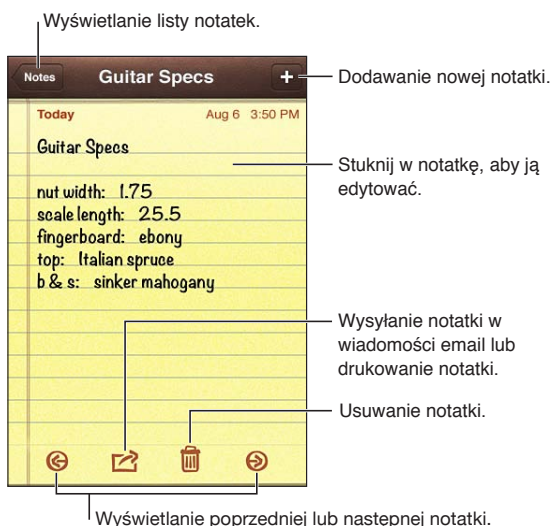 Wyświetlanie listy notatek.
Notes
Guitar Specs
+
Dodawanie nowej notatki.
Today
Aug 6 3:50 PM
Guitar Specs
Stuknij w notatkę, aby ją
edytować.
nut width: 1.75
scale length: 25.5
fingerboard: ebony
top: Italian spruce
b & s: sinker mahogany
Wysyłanie notatki w
wiadomości email lub
drukowanie notatki.
Usuwanie notatki.
Wyświetlanie poprzedniej lub następnej notatki.